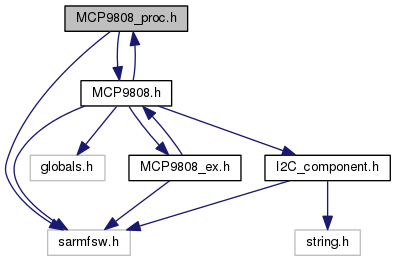 MCP9808_proc.h
MCP9808.h
globals.h
MCP9808_ex.h
I2C_component.h
sarmfsw.h
string.h